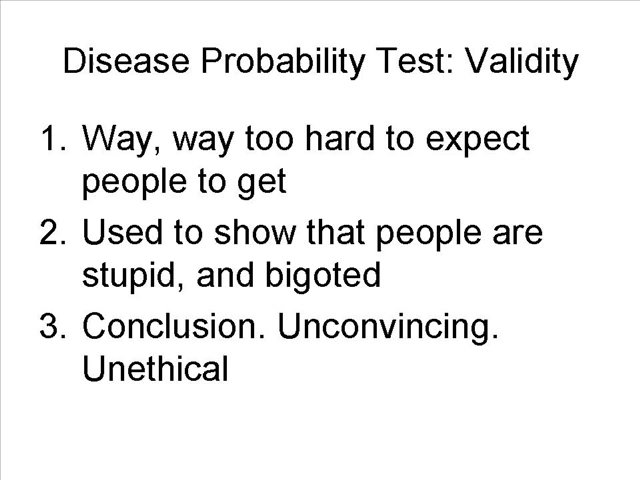 Disease Probability Test: Validity
1. Way, way too hard to expect
people to get
2. Used to show that people are
stupid, and bigoted
3. Conclusion. Unconvincing.
Unethical